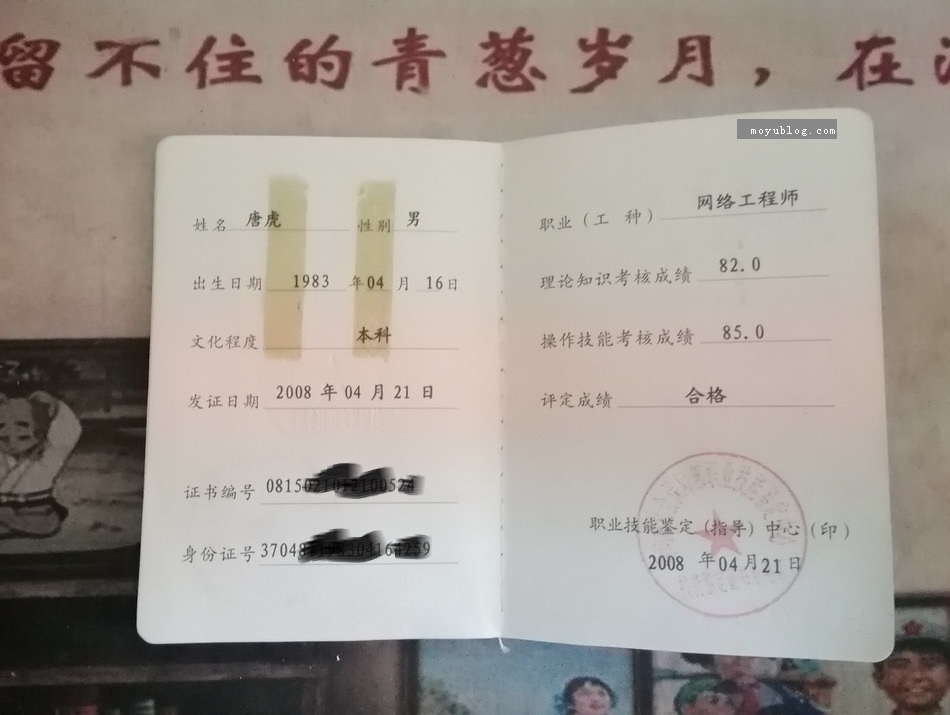 留不住的青葱岁月，在
moyublog.com
姓名 唐虎 性别 男
出生日期 1983 年 04 月 16 日
文化程度 本科
发证日期 2008 年 04 月 21 日
证书编号
身份证号
职业（工 种） 网络工程师
理论知识考核成绩 82.0
操作技能考核成绩 85.0
评定成绩 合格
职业技能鉴定（指导）中心（印）
2008 年 04 月 21 日